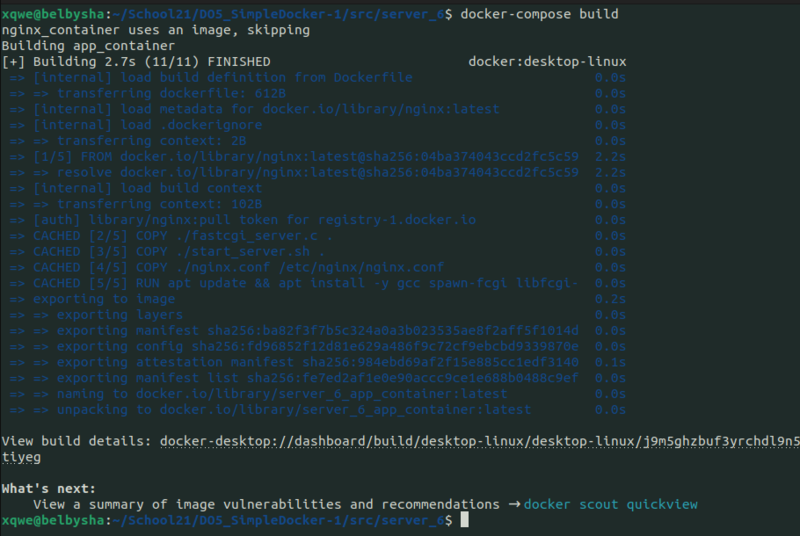 xqwe@belbysha:~/School21/DO5_SimpleDocker-1/src/server_6$ docker-compose build
nginx_container uses an image, skipping
Building app_container
[+] Building 2.7s (11/11) FINISHED docker:desktop-linux
=> [internal] load build definition from Dockerfile 0.0s
=> => transferring dockerfile: 612B 0.0s
=> [internal] load metadata for docker.io/library/nginx:latest 0.0s
=> [internal] load .dockerignore 0.0s
=> => transferring context: 2B 0.0s
=> [1/5] FROM docker.io/library/nginx:latest@sha256:04ba374043ccd2fc5c59 2.2s
=> => resolve docker.io/library/nginx:latest@sha256:04ba374043ccd2fc5c59 2.2s
=> [internal] load build context 0.0s
=> => transferring context: 102B 0.0s
=> [auth] library/nginx:pull token for registry-1.docker.io 0.0s
=> CACHED [2/5] COPY ./fastcgi_server.c . 0.0s
=> CACHED [3/5] COPY ./start_server.sh . 0.0s
=> CACHED [4/5] COPY ./nginx.conf /etc/nginx/nginx.conf 0.0s
=> CACHED [5/5] RUN apt update && apt install -y gcc spawn-fcgi libfcgi- 0.0s
=> exporting to image 0.2s
=> => exporting layers 0.0s
=> => exporting manifest sha256:ba82f3f7b5c324a0a3b023535ae8f2aff5f1014d 0.0s
=> => exporting config sha256:fd96852f12d81e629a486f9c72cf9ebcbd9339870e 0.0s
=> => exporting attestation manifest sha256:984ebd69af2f15e885cc1edf3140 0.1s
=> => exporting manifest list sha256:fe7ed2af1e0e90accc9ce1e688b0488c9ef 0.0s
=> => naming to docker.io/library/server_6_app_container:latest 0.0s
=> => unpacking to docker.io/library/server_6_app_container:latest 0.0s
View build details: docker-desktop://dashboard/build/desktop-linux/desktop-linux/j9m5ghzbuf3yrchdl9n5
tiyeg
What's next:
View a summary of image vulnerabilities and recommendations → docker scout quickview
xqwe@belbysha:~/School21/DO5_SimpleDocker-1/src/server_6$